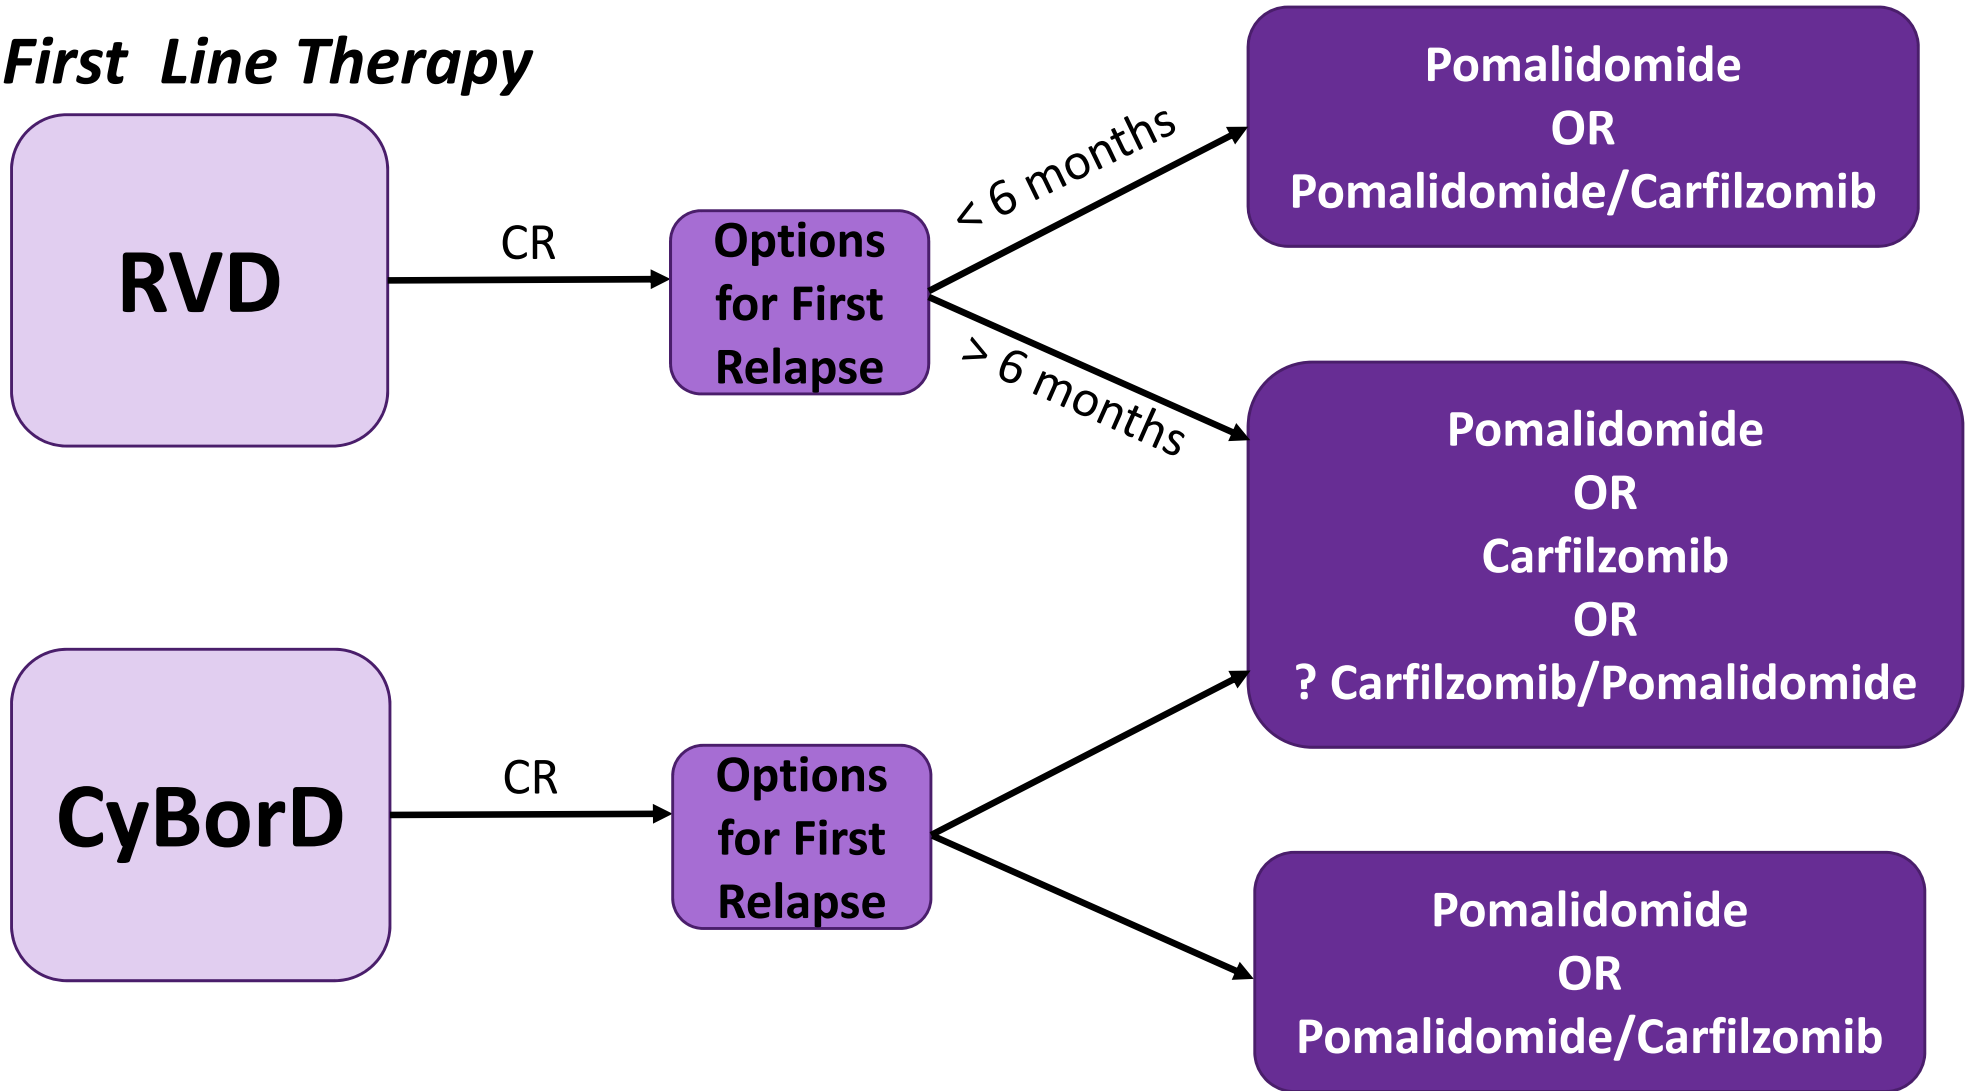 First Line Therapy
RVD
CR
Options
for First
Relapse
< 6 months
> 6 months
Pomalidomide
OR
Pomalidomide/Carfilzomib
Pomalidomide
OR
Carfilzomib
OR
? Carfilzomib/Pomalidomide
CyBorD
CR
Options
for First
Relapse
Pomalidomide
OR
Pomalidomide/Carfilzomib